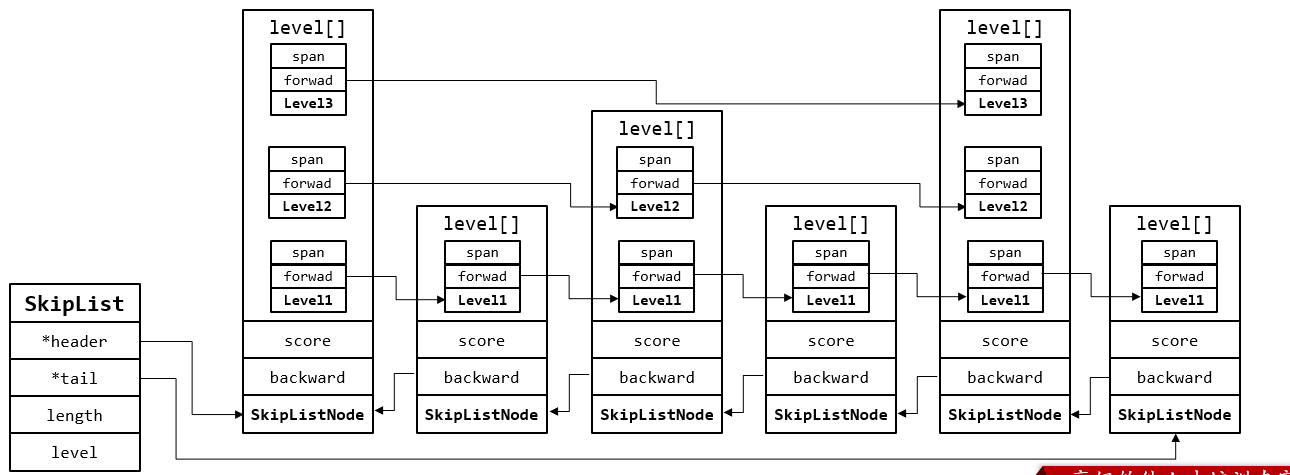 level[]
span
forwad
Level3
span
forwad
Level2
span
forwad
Level1
score
backward
SkipListNode
level[]
span
forwad
Level1
score
backward
SkipListNode
level[]
span
forwad
Level2
span
forwad
Level1
score
backward
SkipListNode
level[]
span
forwad
Level1
score
backward
SkipListNode
level[]
span
forwad
Level3
span
forwad
Level2
span
forwad
Level1
score
backward
SkipListNode
level[]
span
forwad
Level1
score
backward
SkipListNode
SkipList
*header
*tail
length
level